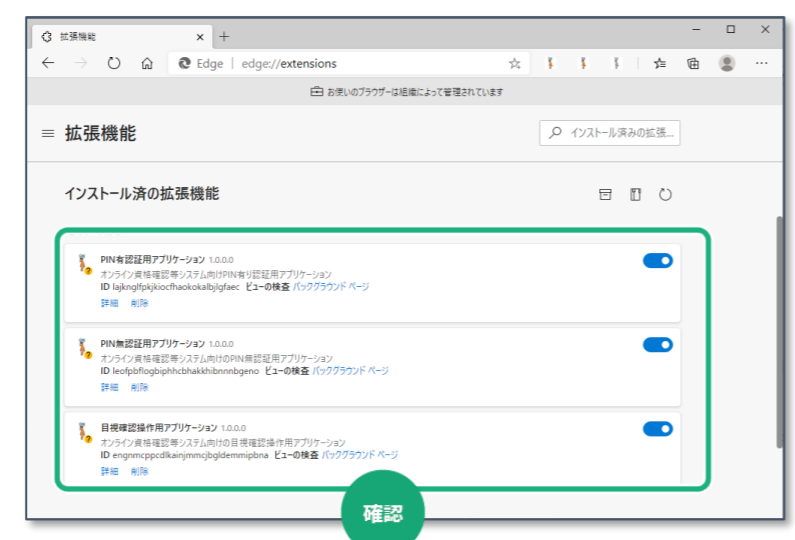 拡張機能
Edge | edge://extensions
お使いのブラウザーは組織によって管理されています
拡張機能
インストール済みの拡張...
インストール済の拡張機能
PIN有認証用アプリケーション 1.0.0.0
オンライン資格確認等システム向けPIN有り認証用アプリケーション
ID lajknglfpkjkiocfhaokokalbjlgfaec ビューの検査 バックグラウンド ページ
詳細 削除
PIN無認証用アプリケーション 1.0.0.0
オンライン資格確認等システム向けのPIN無認証用アプリケーション
ID leofpbflogbiphhcbhakkhibnnnbgeno ビューの検査 バックグラウンド ページ
詳細 削除
目視確認操作用アプリケーション 1.0.0.0
オンライン資格確認等システム向けの目視確認操作用アプリケーション
ID engnmcppcdlkainjmmcjbgldemmipbna ビューの検査 バックグラウンド ページ
詳細 削除
確認